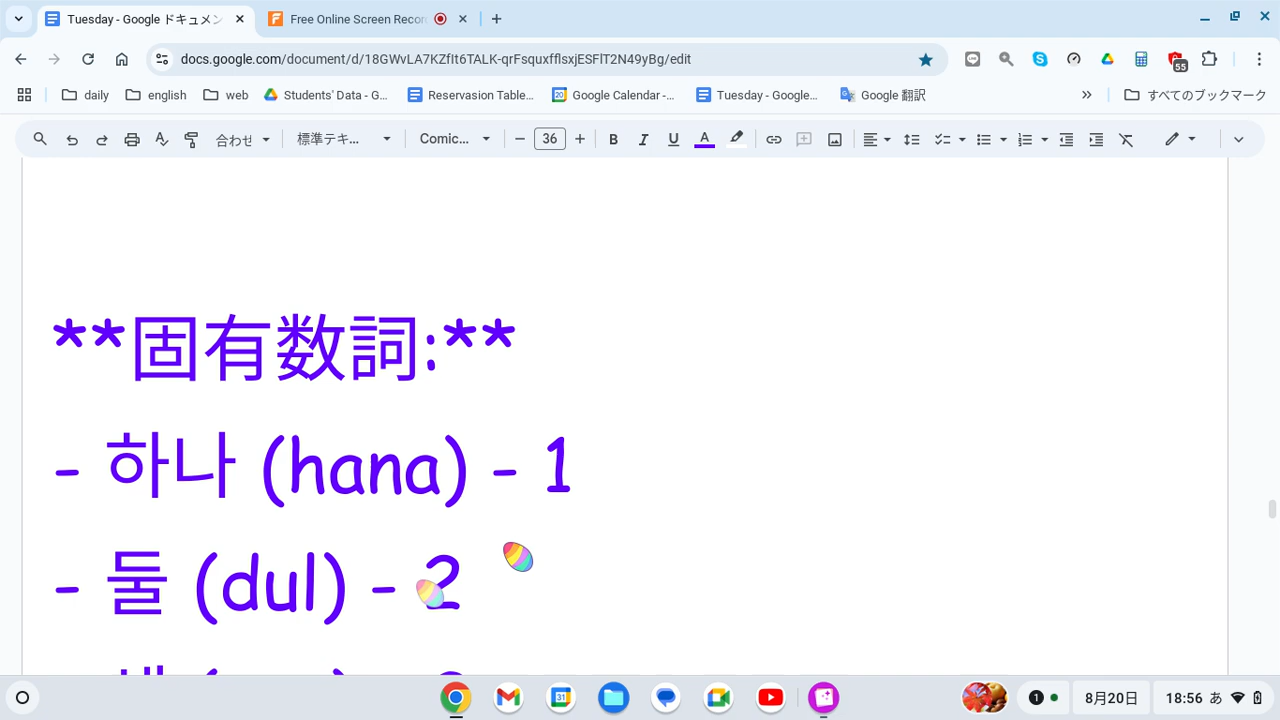 Tuesday - Google ドキュメン
Free Online Screen Recor
docs.google.com/document/d/18GWvLA7KZfIt6TALK-qrFsquxfflsxjESFlT2N49yBg/edit
55
daily
english
web
Students' Data - G...
Reservasion Table...
Google Calendar -...
Tuesday - Google...
Google 翻訳
すべてのブックマーク
合わせ
標準テキ...
Comic...
36
**固有数詞:**
- 하나 (hana) - 1
- 둘 (dul) - 2
1
8月20日
18:56 あ